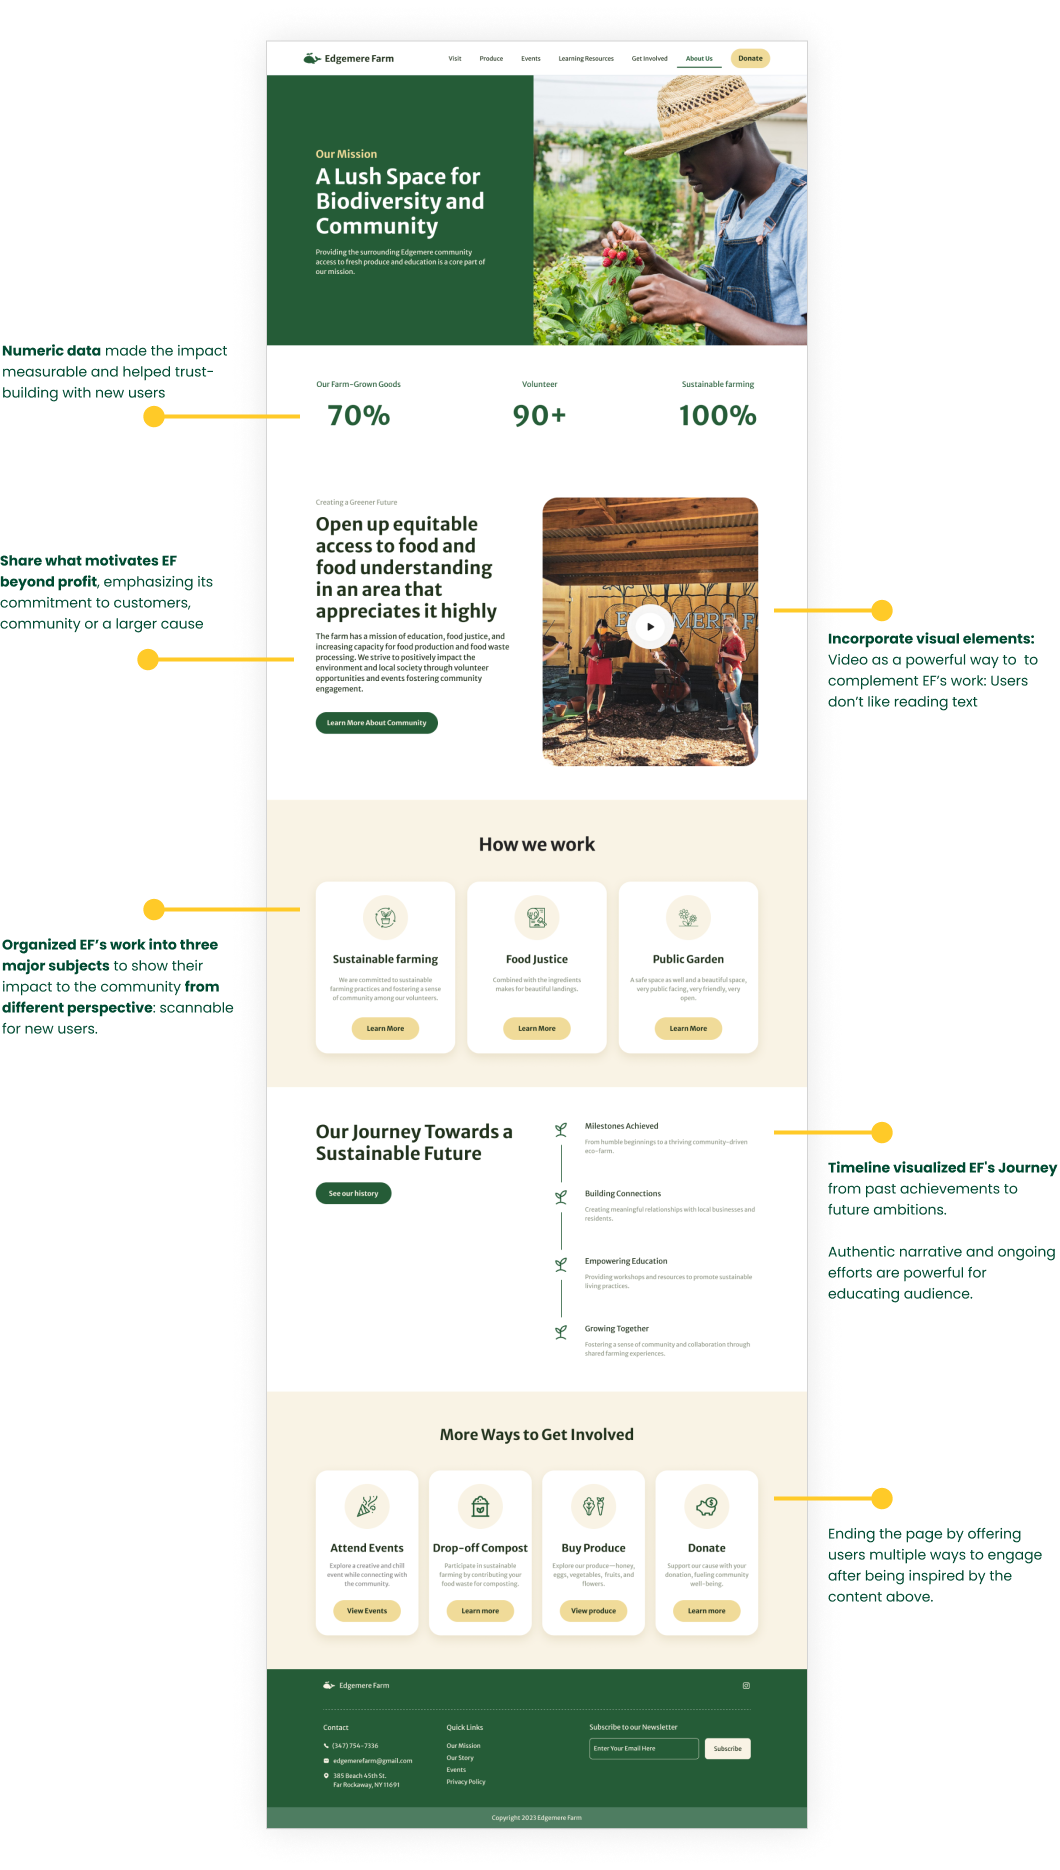 Edgemere Farm
Visit
Produce
Events
Learning Resources
Get Involved
About Us
Donate
Our Mission
A Lush Space for
Biodiversity and
Community
Providing the surrounding Edgemere community
access to fresh produce and education is a core part of
our mission.
Numeric data made the impact
measurable and helped trust-
building with new users
Our Farm-Grown Goods
70%
Volunteer
90+
Sustainable farming
100%
Share what motivates EF
beyond profit, emphasizing its
commitment to customers,
community or a larger cause
Creating a Greener Future
Open up equitable
access to food and
food understanding
in an area that
appreciates it highly
The farm has a mission of education, food justice, and
increasing capacity for food production and food waste
processing. We strive to positively impact the
environment and local society through volunteer
opportunities and events fostering community
engagement.
Learn More About Community
Incorporate visual elements:
Video as a powerful way to  to
complement EF's work: Users
don't like reading text
How we work
Organized EF's work into three
major subjects to show their
impact to the community from
different perspective: scannable
for new users.
Sustainable farming
We are committed to sustainable
farming practices and fostering a sense
of community among our volunteers.
Learn More
Food Justice
Combined with the ingredients
makes for beautiful landings.
Learn More
Public Garden
A safe space as well and a beautiful space,
very public facing, very friendly, very
open.
Learn More
Our Journey Towards a
Sustainable Future
See our history
Milestones Achieved
From humble beginnings to a thriving community-driven
eco-farm.
Building Connections
Creating meaningful relationships with local businesses and
residents.
Empowering Education
Providing workshops and resources to promote sustainable
living practices.
Growing Together
Fostering a sense of community and collaboration through
shared farming experiences.
Timeline visualized EF's Journey
from past achievements to
future ambitions.
Authentic narrative and ongoing
efforts are powerful for
educating audience.
More Ways to Get Involved
Attend Events
Explore a creative and chill
event while connecting with
the community.
View Events
Drop-off Compost
Participate in sustainable
farming by contributing your
food waste for composting.
Learn more
Buy Produce
Explore our produce—honey,
eggs, vegetables, fruits, and
flowers.
View produce
Donate
Support our cause with your
donation, fueling community
well-being.
Learn more
Ending the page by offering
users multiple ways to engage
after being inspired by the
content above.
Edgemere Farm
Contact
(347) 754-7336
edgemerefarm@gmail.com
385 Beach 45th St.
Far Rockaway, NY 11691
Quick Links
Our Mission
Our Story
Events
Privacy Policy
Subscribe to our Newsletter
Enter Your Email Here
Subscribe
Copyright 2023 Edgemere Farm